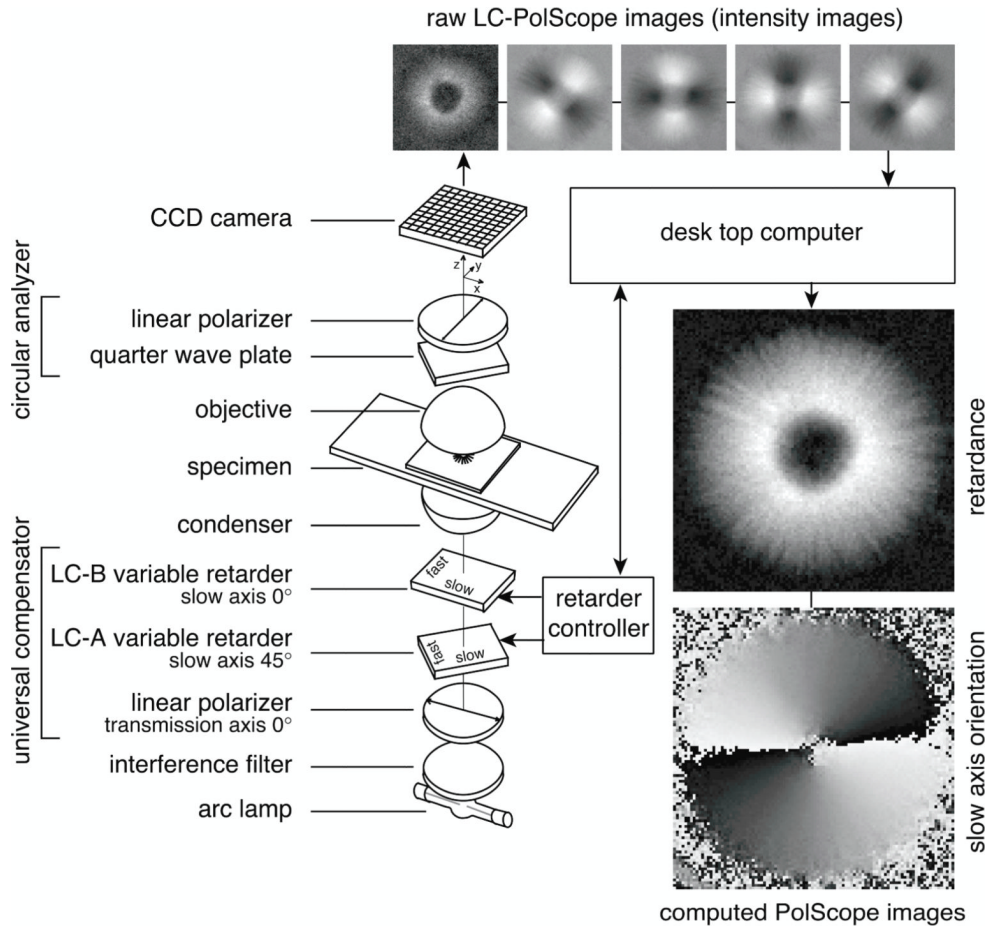 raw LC-PolScope images (intensity images)
CCD camera
desk top computer
z
y
x
circular analyzer
linear polarizer
quarter wave plate
objective
specimen
condenser
retardance
universal compensator
LC-B variable retarder
slow axis 0°
fast
slow
retarder
controller
LC-A variable retarder
slow axis 45°
fast
slow
linear polarizer
transmission axis 0°
interference filter
arc lamp
slow axis orientation
computed PolScope images